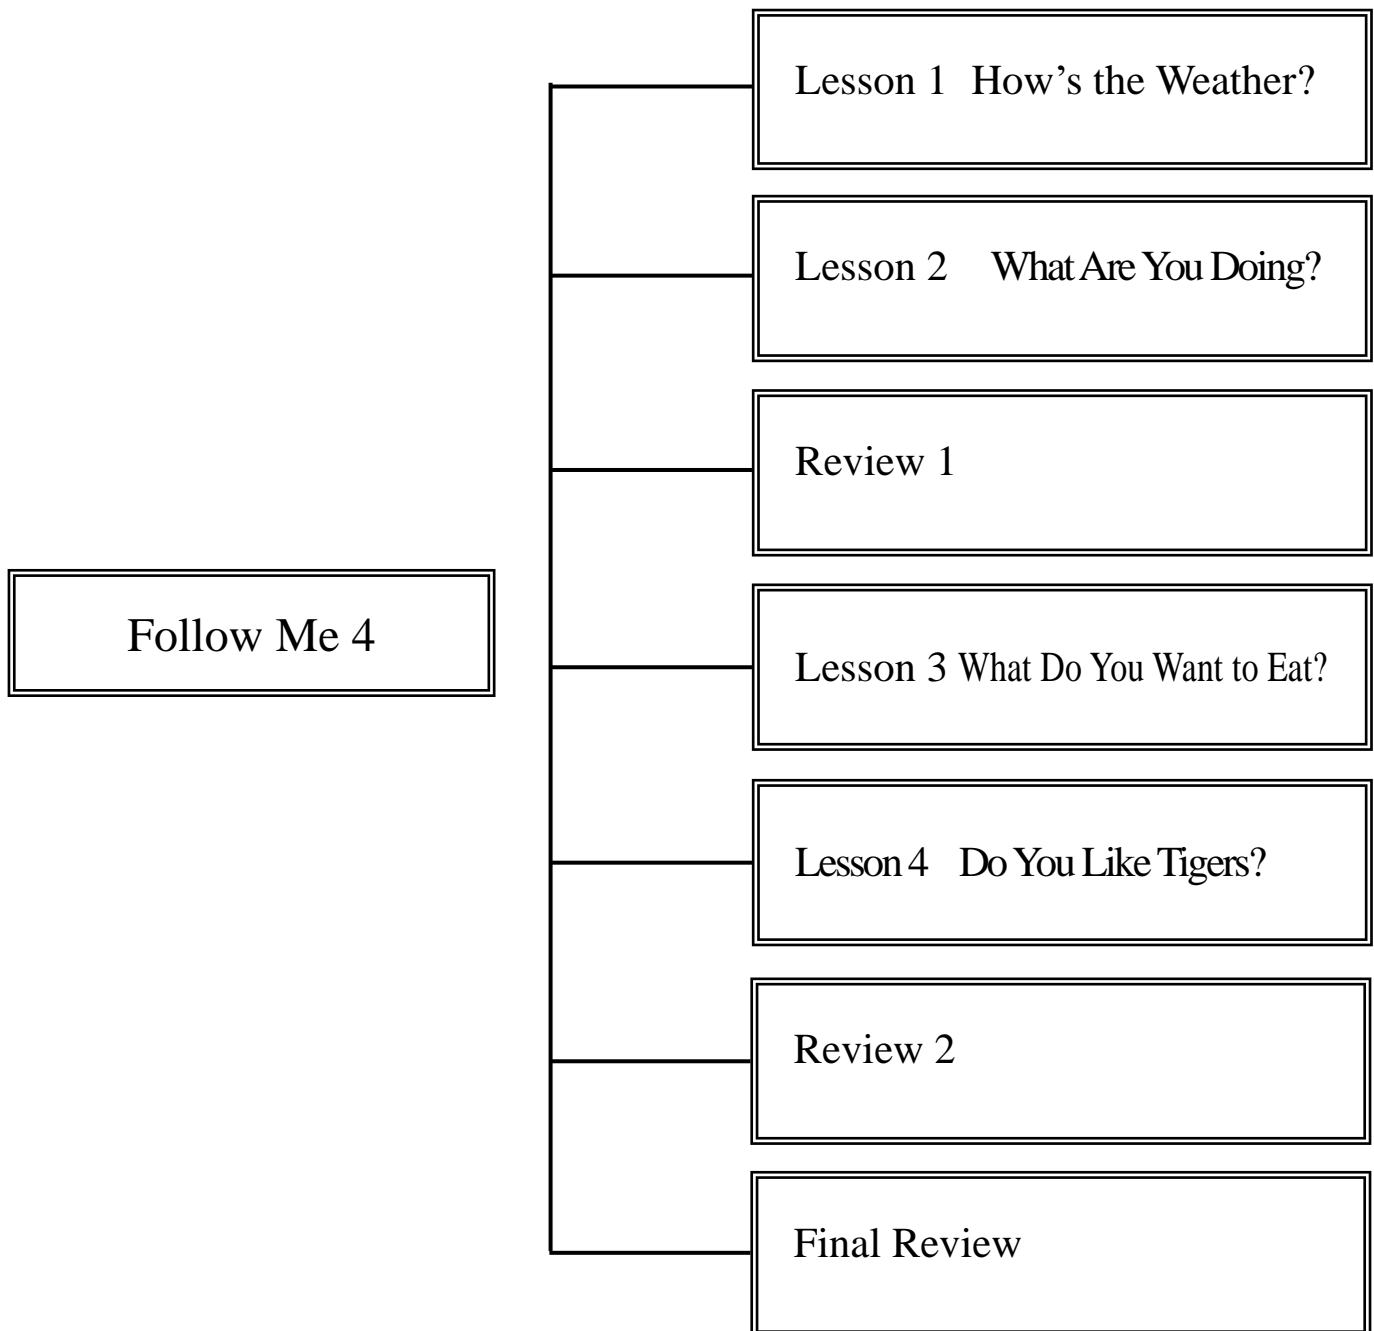 Follow Me 4
Lesson 1 How’s the Weather?
Lesson 2 What Are You Doing?
Review 1
Lesson 3 What Do You Want to Eat?
Lesson 4 Do You Like Tigers?
Review 2
Final Review